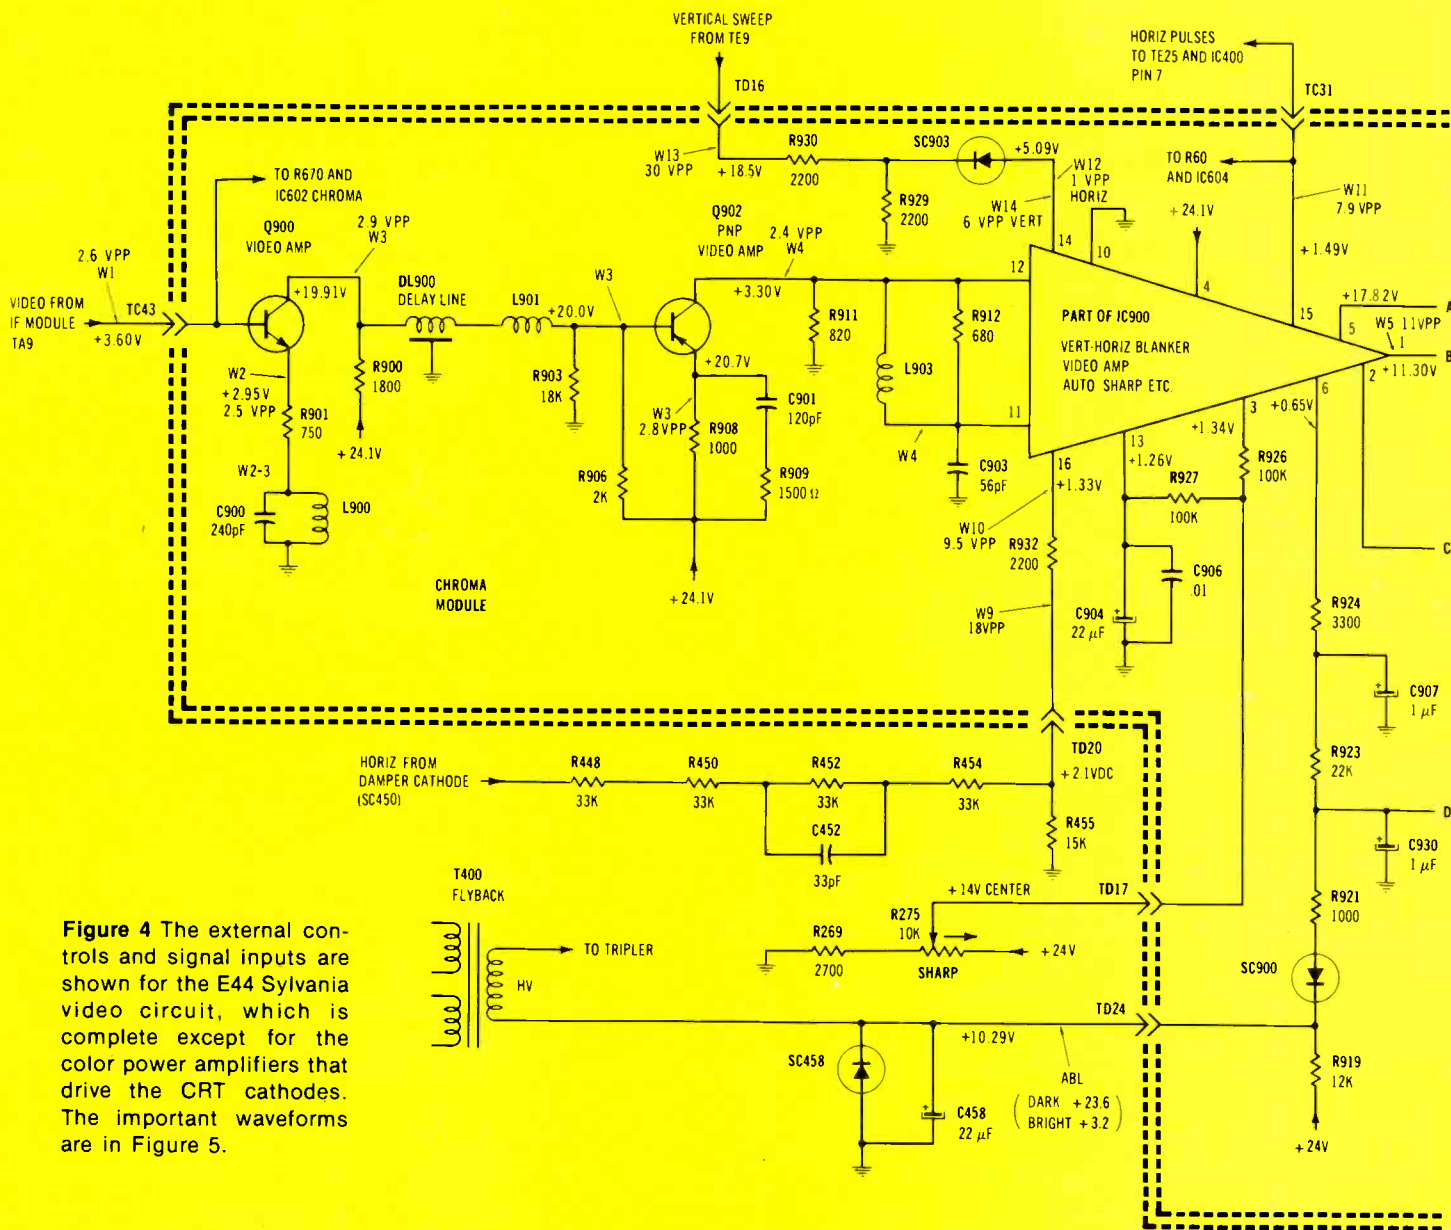 VERTICAL SWEEP
FROM TE9
TD16
HORIZ PULSES
TO TE25 AND IC400
PIN 7
TC31
W13
30 VPP
+18.5V
R930
2200
SC903
+5.09V
W12
1 VPP
HORIZ
TO R60
AND IC604
W11
7.9 VPP
TO R670 AND
IC602 CHROMA
R929
2200
W14
6 VPP VERT
+24.1V
+1.49V
2.6 VPP
W1
Q900
VIDEO AMP
2.9 VPP
W3
Q902
PNP
VIDEO AMP
2.4 VPP
W4
14
10
4
VIDEO FROM
IF MODULE
TA9
TC43
+3.60V
+19.91V
DL900
DELAY LINE
L901
+20.0V
W3
+3.30V
12
15
+17.82V
A
5
W5 11VPP
1
B
+11.30V
2
R911
820
R912
680
PART OF IC900
VERT-HORIZ BLANKER
VIDEO AMP
AUTO SHARP ETC.
W2
+2.95V
2.5 VPP
R901
750
R900
1800
+24.1V
R903
18K
+20.7V
W3
2.8VPP
R908
1000
C901
120pF
L903
11
W4
6
+0.65V
3
+1.34V
13
+1.26V
16
+1.33V
W2-3
C900
240pF
L900
R906
2K
R909
1500 Ω
C903
56pF
R927
100K
R926
100K
W10
9.5 VPP
R932
2200
C
CHROMA
MODULE
+24.1V
W9
18VPP
C904
22 µF
C906
.01
R924
3300
C907
1 µF
HORIZ FROM
DAMPER CATHODE
(SC450)
R448
33K
R450
33K
R452
33K
C452
33pF
R454
33K
TD20
+2.1VDC
R455
15K
R923
22K
D
C930
1 µF
T400
FLYBACK
TO TRIPLER
HV
+14V CENTER
TD17
R275
10K
R269
2700
SHARP
+24V
R921
1000
SC900
TD24
+10.29V
SC458
C458
22 µF
ABL
DARK +23.6
BRIGHT +3.2
R919
12K
+24V
Figure 4 The external con-
trols and signal inputs are
shown for the E44 Sylvania
video circuit, which is
complete except for the
color power amplifiers that
drive the CRT cathodes.
The important waveforms
are in Figure 5.